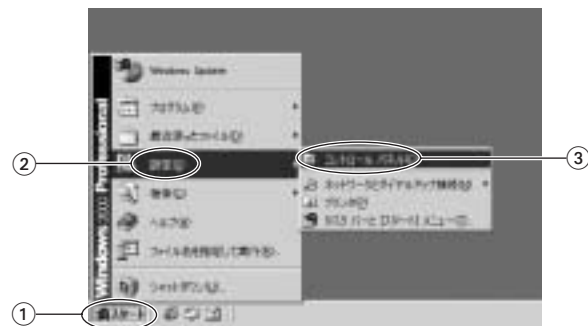 Windows Update
プログラム(P)
最近使ったファイル(D)
② 設定(S)
検索(C)
ヘルプ(H)
ファイル名を指定して実行(R)...
シャットダウン(U)...
Windows 2000 Professional
コントロール パネル(C) ③
ネットワークとダイヤルアップ接続(N)
プリンタ(P)
タスク バーと [スタート] メニュー(T)...
① スタート